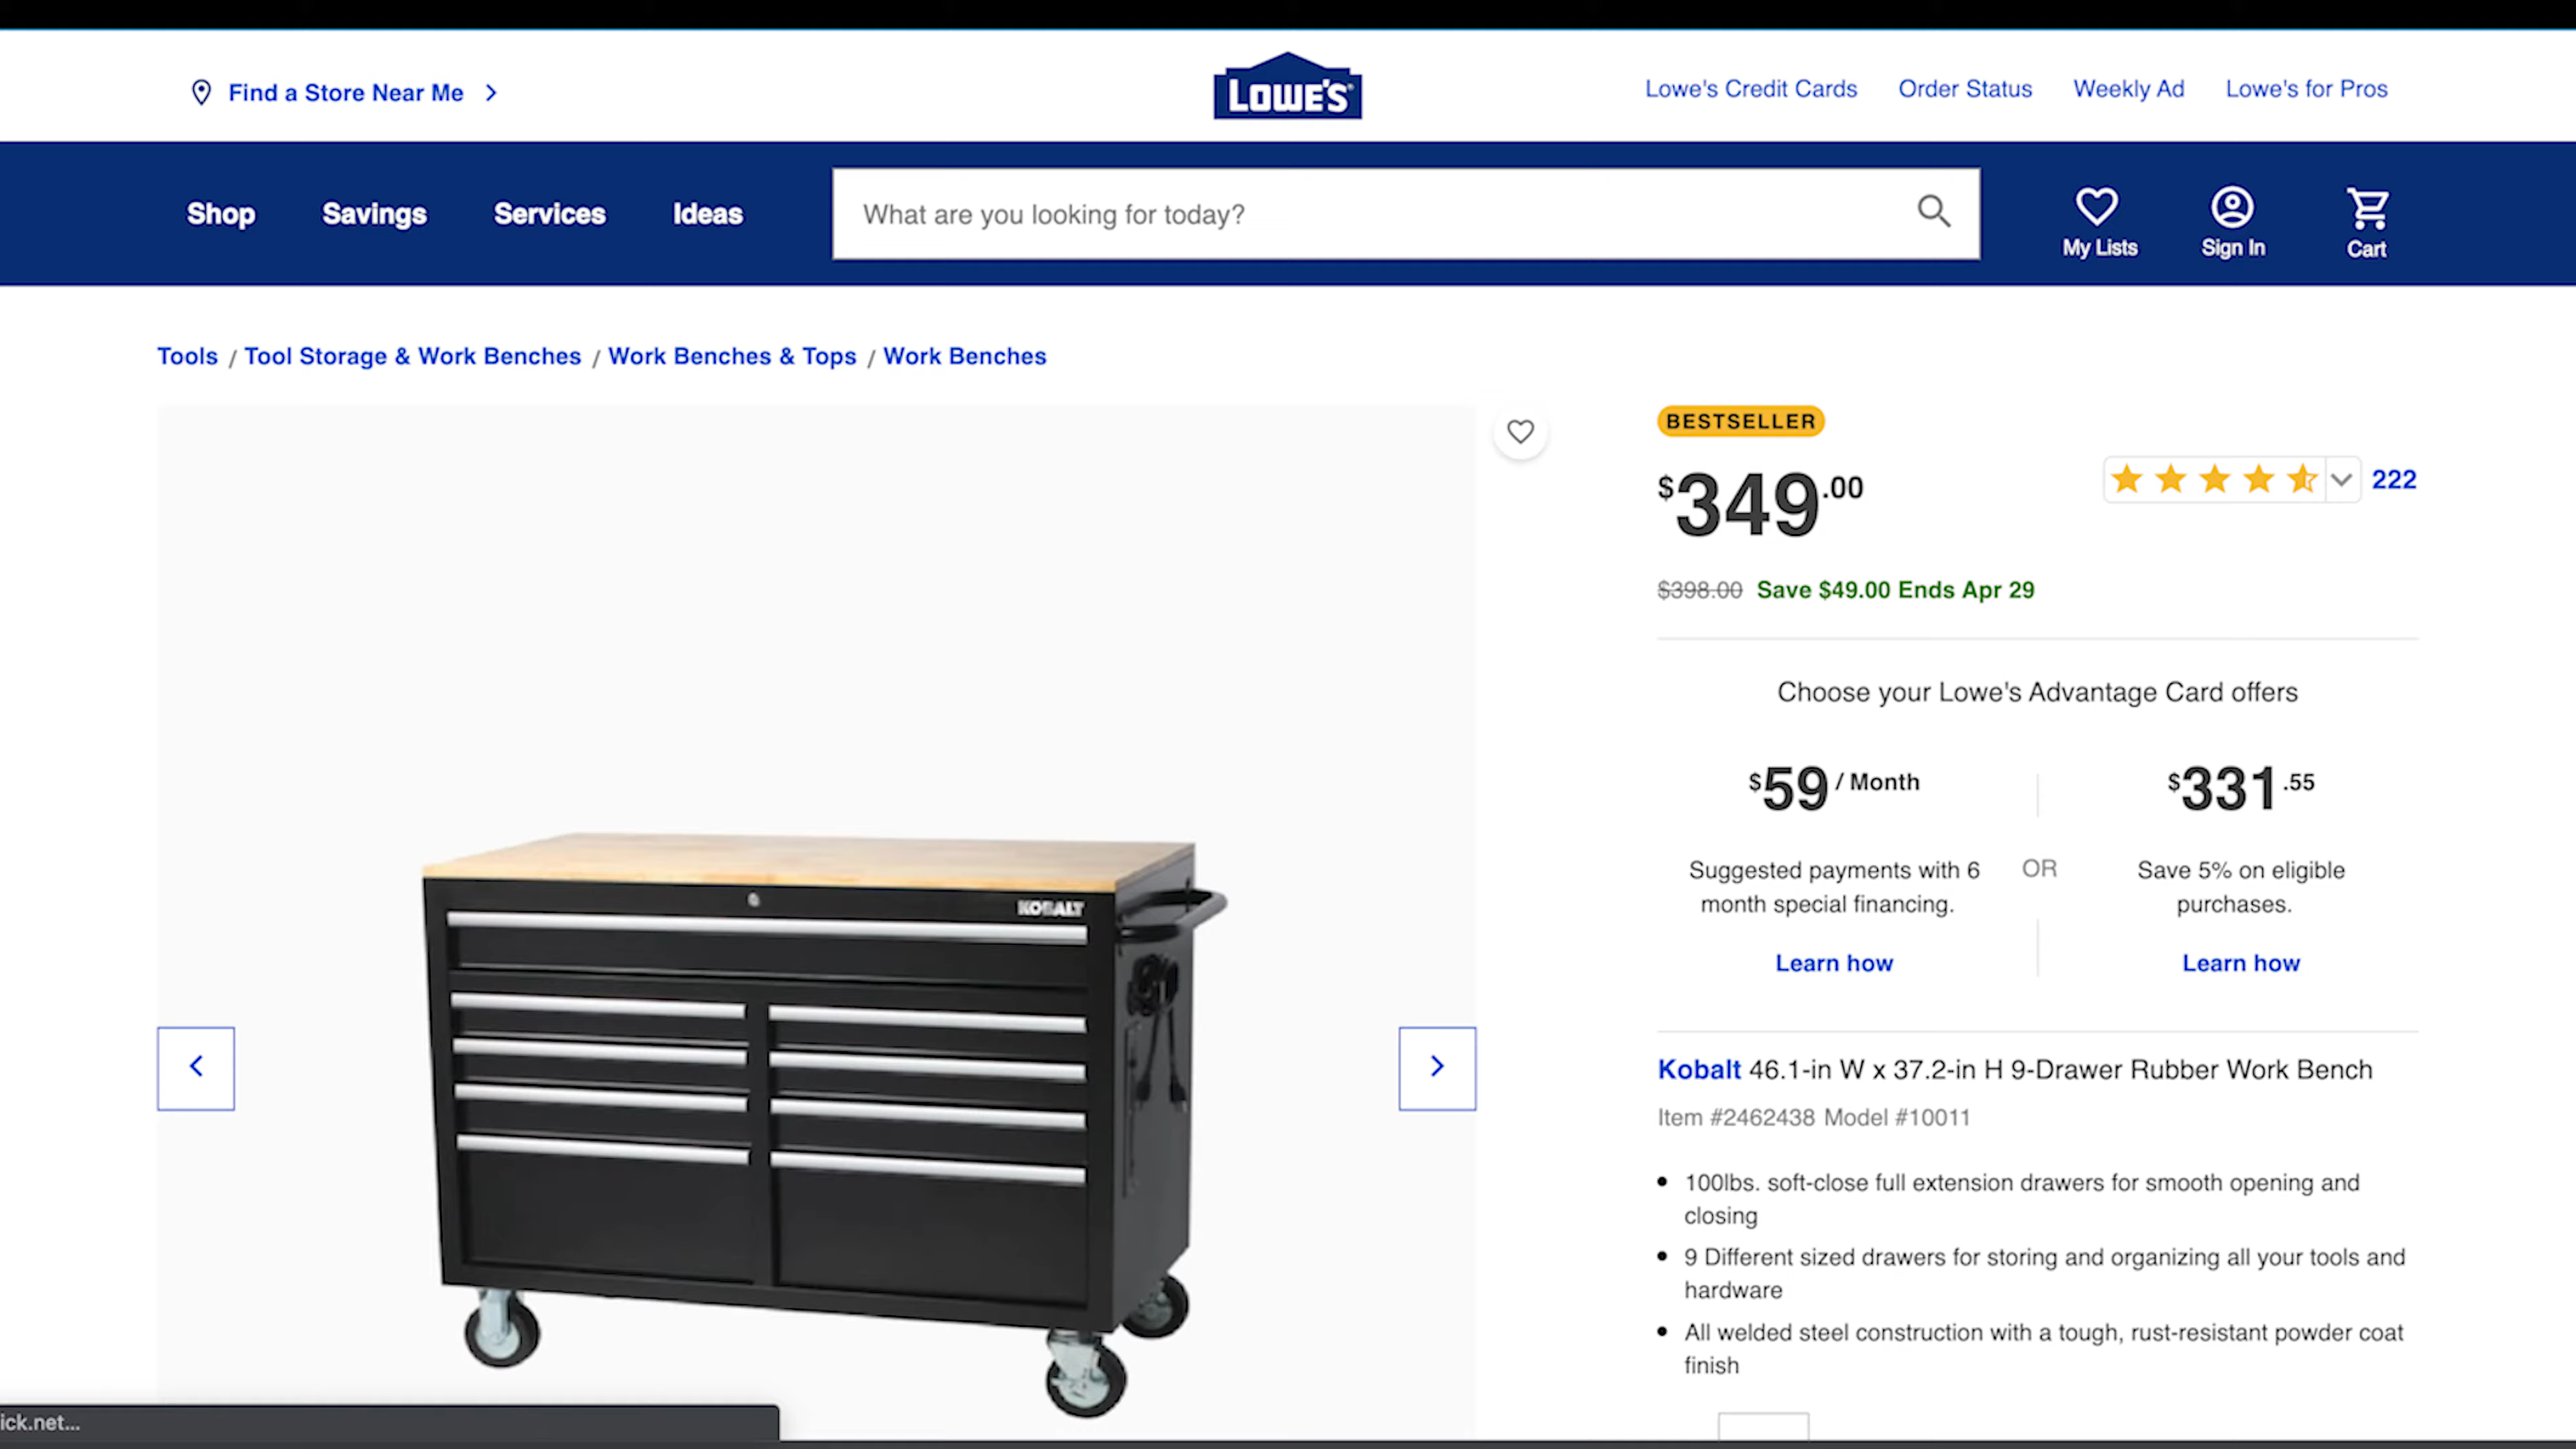 Find a Store Near Me
LOWE'S
Lowe's Credit Cards
Order Status
Weekly Ad
Lowe's for Pros
Shop
Savings
Services
Ideas
What are you looking for today?
My Lists
Sign In
Cart
Tools / Tool Storage & Work Benches / Work Benches & Tops / Work Benches
KOBALT
BESTSELLER
$349.00
222
$398.00 Save $49.00 Ends Apr 29
Choose your Lowe's Advantage Card offers
$59 / Month
Suggested payments with 6
month special financing.
Learn how
OR
$331.55
Save 5% on eligible
purchases.
Learn how
Kobalt 46.1-in W x 37.2-in H 9-Drawer Rubber Work Bench
Item #2462438 Model #10011
• 100lbs. soft-close full extension drawers for smooth opening and
closing
• 9 Different sized drawers for storing and organizing all your tools and
hardware
• All welded steel construction with a tough, rust-resistant powder coat
finish
ick.net...